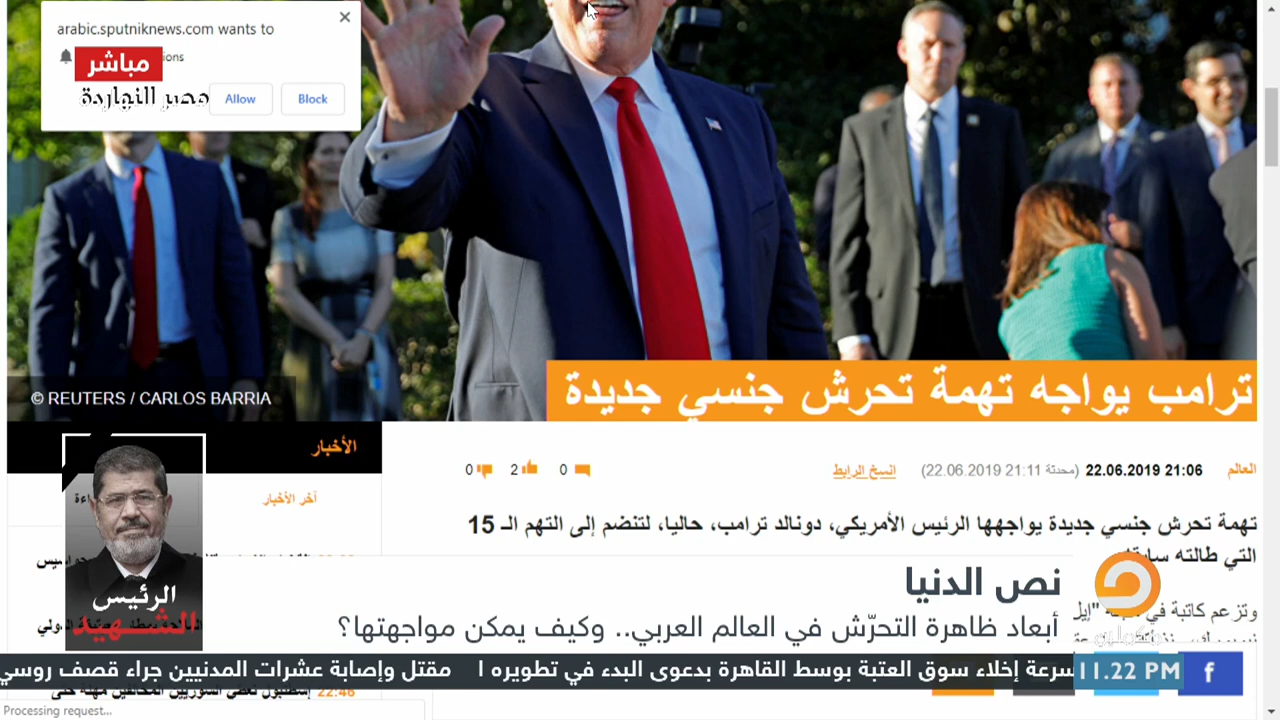 arabic.sputniknews.com wants to
مباشر
مصر النهاردة
Allow
Block
© REUTERS / CARLOS BARRIA
ترامب يواجه تهمة تحرش جنسي جديدة
الأخبار
أخر الأخبار
العالم
22.06.2019 21:06
(محدثة 21:11 22.06.2019)
انسخ الرابط
0
2
0
تهمة تحرش جنسي جديدة يواجهها الرئيس الأمريكي، دونالد ترامب، حاليا، لتنضم إلى التهم الـ 15
التي طالته
وتزعم كاتبة في
الرئيس
الشهيد
نص الدنيا
أبعاد ظاهرة التحرّش في العالم العربي.. وكيف يمكن مواجهتها؟
سرعة إخلاء سوق العتبة بوسط القاهرة بدعوى البدء في تطويره ا
مقتل وإصابة عشرات المدنيين جراء قصف روسي
11.22 PM
f
22:46
Processing request...